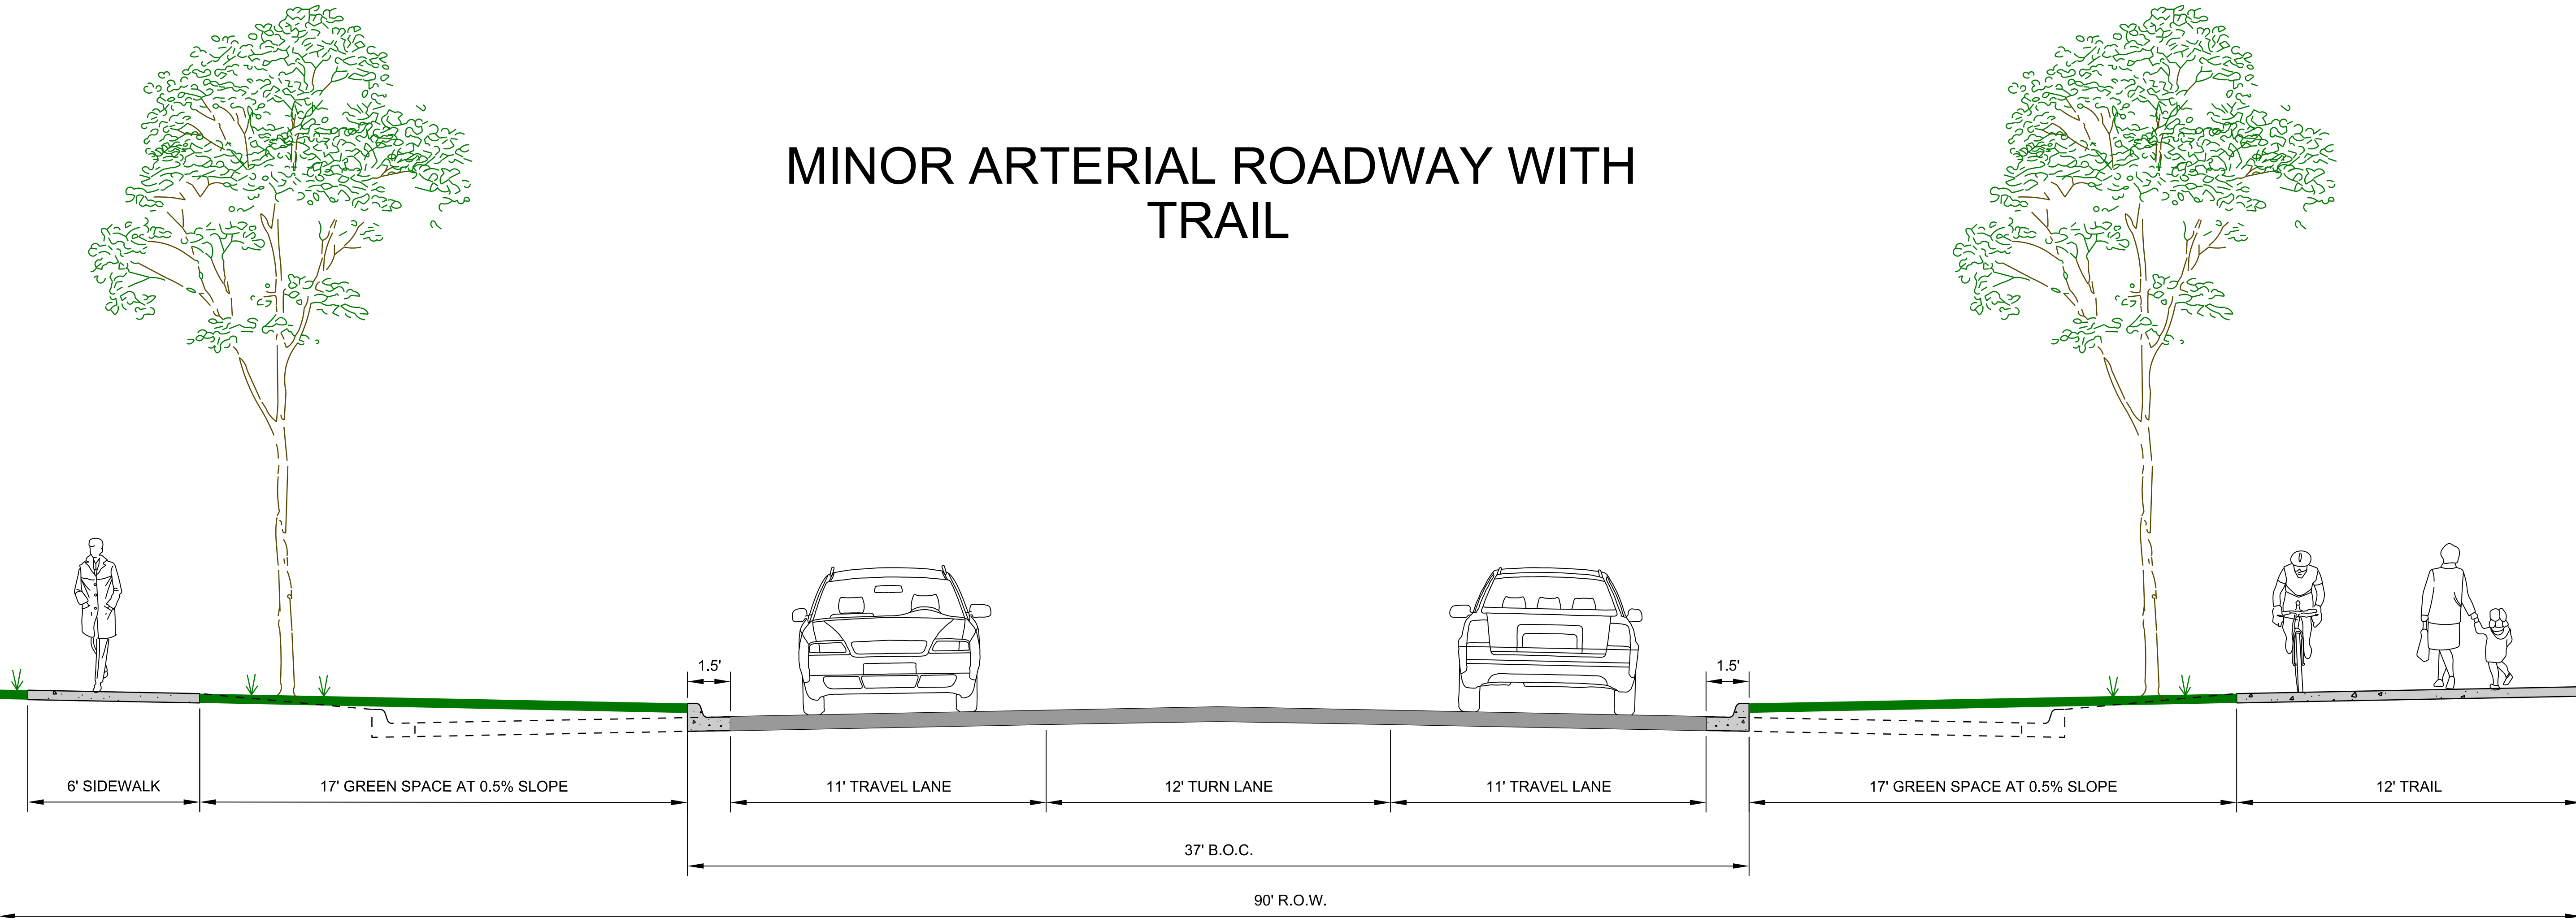 MINOR ARTERIAL ROADWAY WITH
TRAIL
1.5'
1.5'
6' SIDEWALK
17' GREEN SPACE AT 0.5% SLOPE
11' TRAVEL LANE
12' TURN LANE
11' TRAVEL LANE
17' GREEN SPACE AT 0.5% SLOPE
12' TRAIL
37' B.O.C.
90' R.O.W.